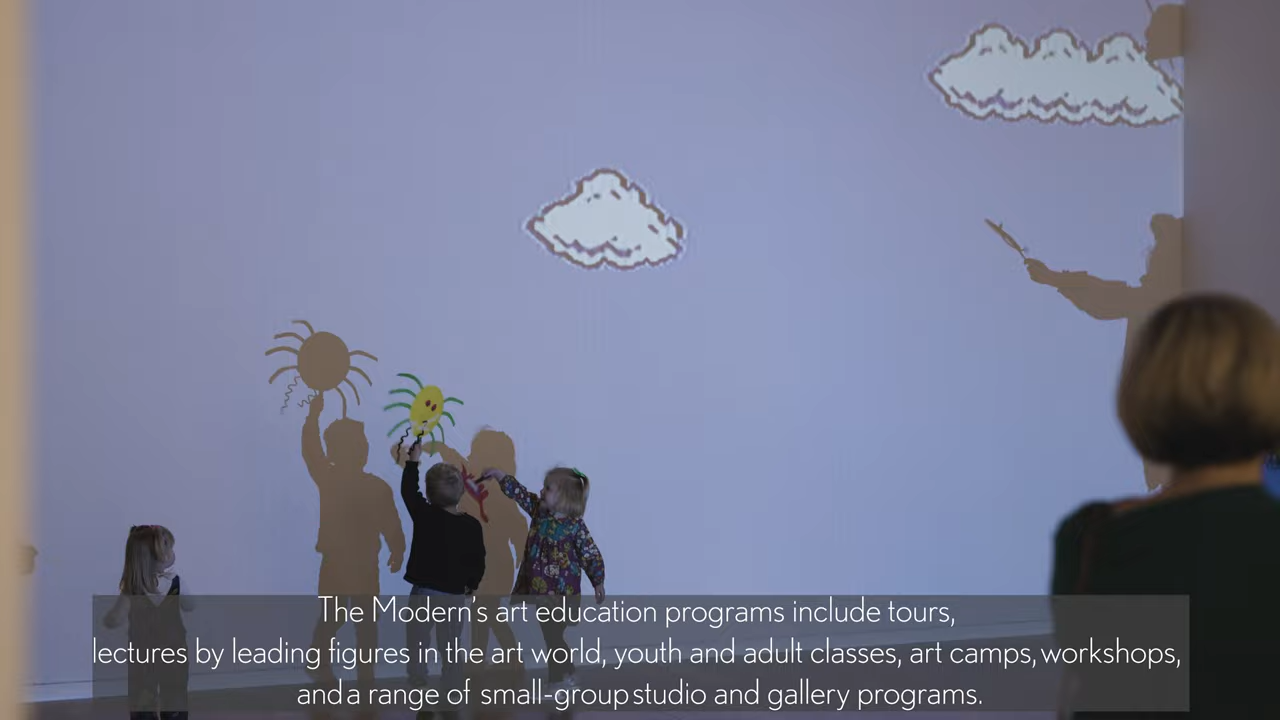 The Modern's art education programs include tours,
lectures by leading figures in the art world, youth and adult classes, art camps, workshops,
and a range of small-group studio and gallery programs.